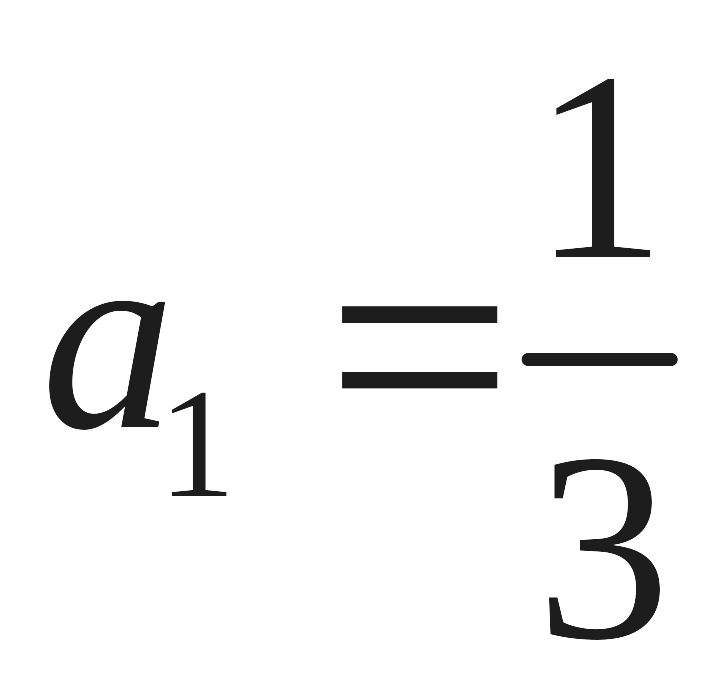 a₁ = 1/3